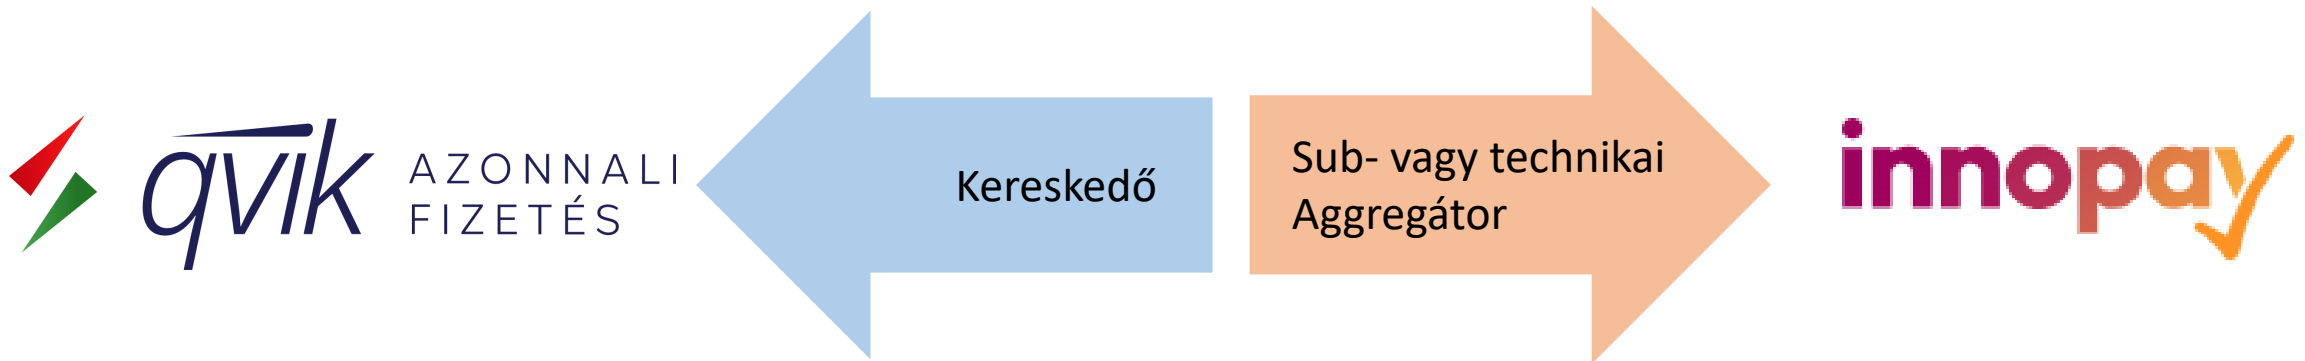 qvik AZONNALI
FIZETÉS
Kereskedő
Sub- vagy technikai
Aggregátor
innopay